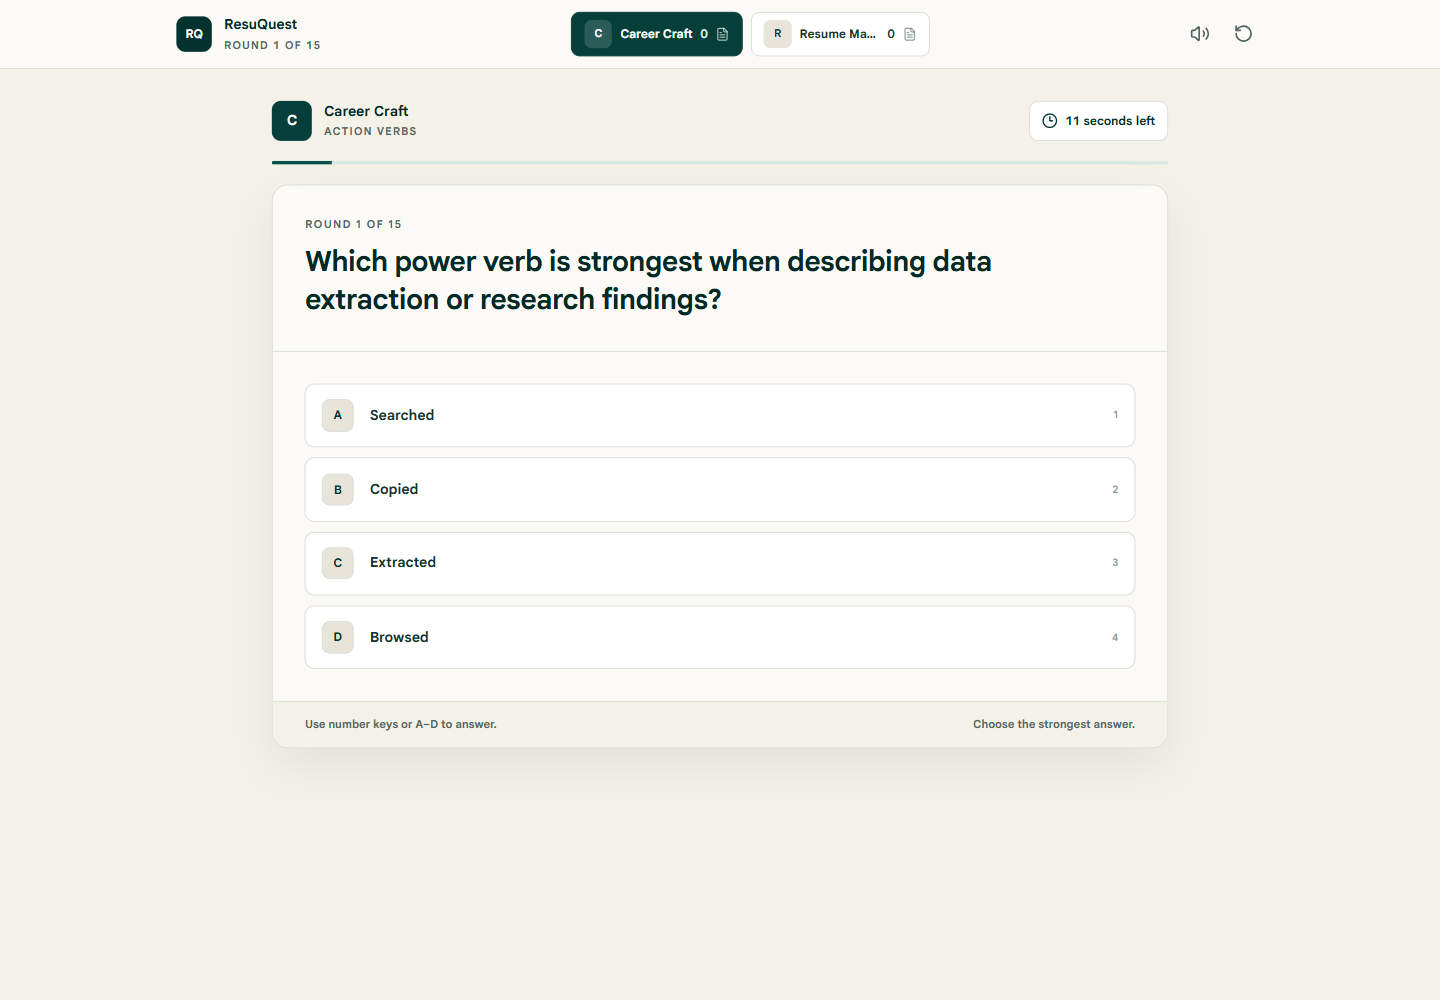 RQ
ResuQuest
ROUND 1 OF 15
C
Career Craft
0
R
Resume Ma...
0
C
Career Craft
ACTION VERBS
11 seconds left
ROUND 1 OF 15
Which power verb is strongest when describing data
extraction or research findings?
A
Searched
1
B
Copied
2
C
Extracted
3
D
Browsed
4
Use number keys or A–D to answer.
Choose the strongest answer.